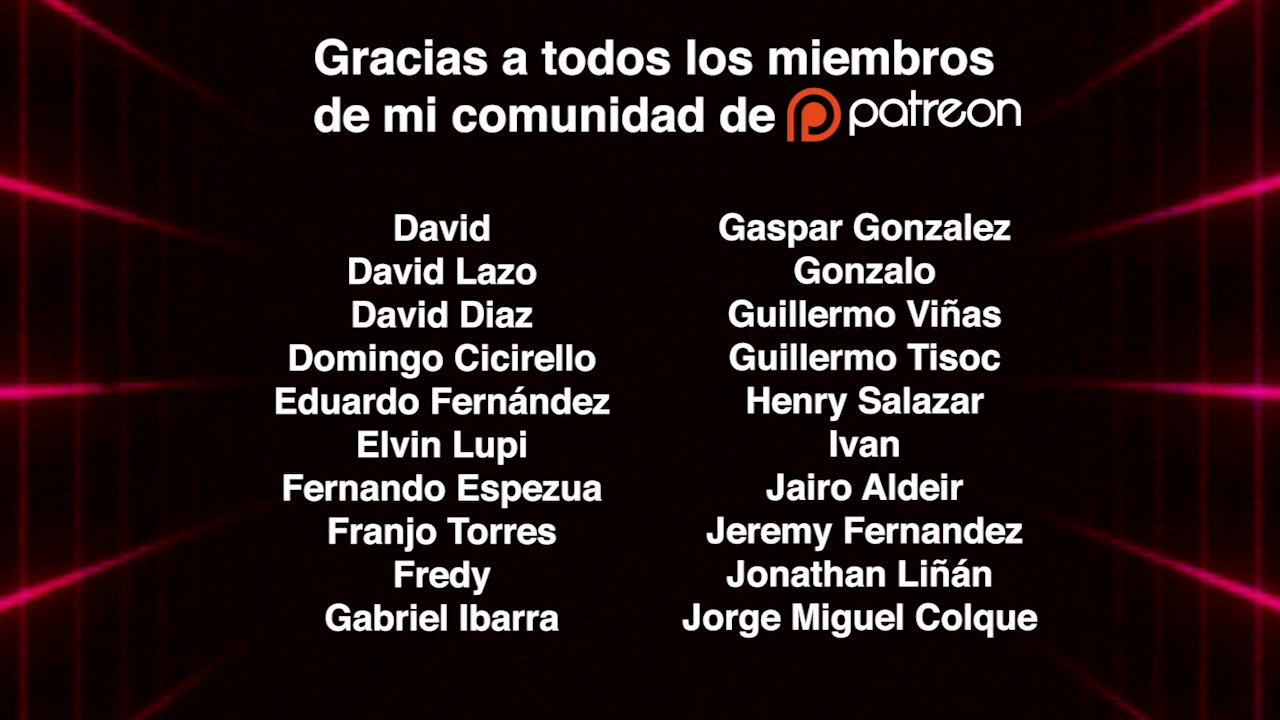 Gracias a todos los miembros
de mi comunidad de patreon
David
David Lazo
David Diaz
Domingo Cicirello
Eduardo Fernández
Elvin Lupi
Fernando Espezua
Franjo Torres
Fredy
Gabriel Ibarra
Gaspar Gonzalez
Gonzalo
Guillermo Viñas
Guillermo Tisoc
Henry Salazar
Ivan
Jairo Aldeir
Jeremy Fernandez
Jonathan Liñán
Jorge Miguel Colque